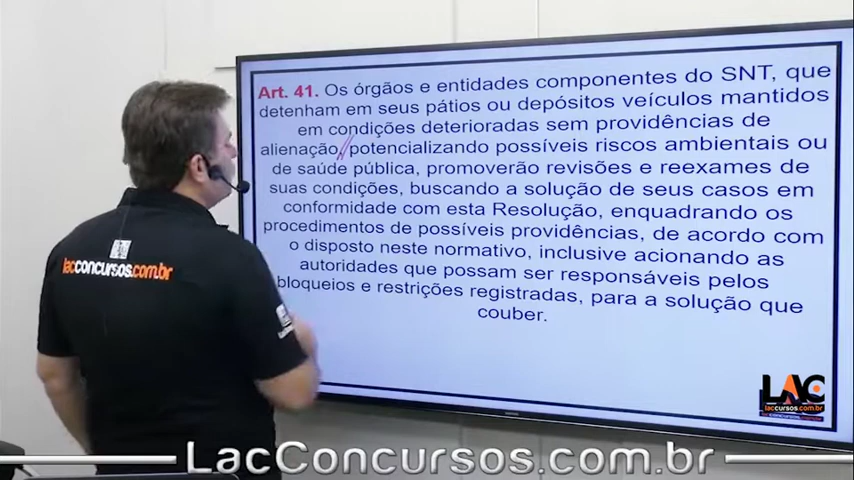 Art. 41. Os órgãos e entidades componentes do SNT, que
detenham em seus pátios ou depósitos veículos mantidos
em condições deterioradas sem providências de
alienação, potencializando possíveis riscos ambientais ou
de saúde pública, promoverão revisões e reexames de
suas condições, buscando a solução de seus casos em
conformidade com esta Resolução, enquadrando os
procedimentos de possíveis providências, de acordo com
o disposto neste normativo, inclusive acionando as
autoridades que possam ser responsáveis pelos
bloqueios e restrições registradas, para a solução que
couber.
lacconcursos.com.br
LAC
laccursos.com.br
LacConcursos.com.br